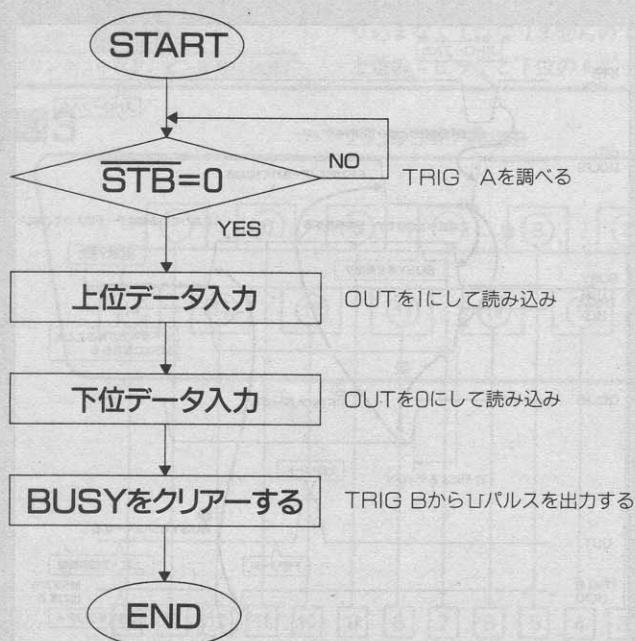 START
STB=0
NO
TRIG Aを調べる
YES
上位データ入力
OUTを1にして読み込み
下位データ入力
OUTを0にして読み込み
BUSYをクリアーする
TRIG Bから⊔パルスを出力する
END